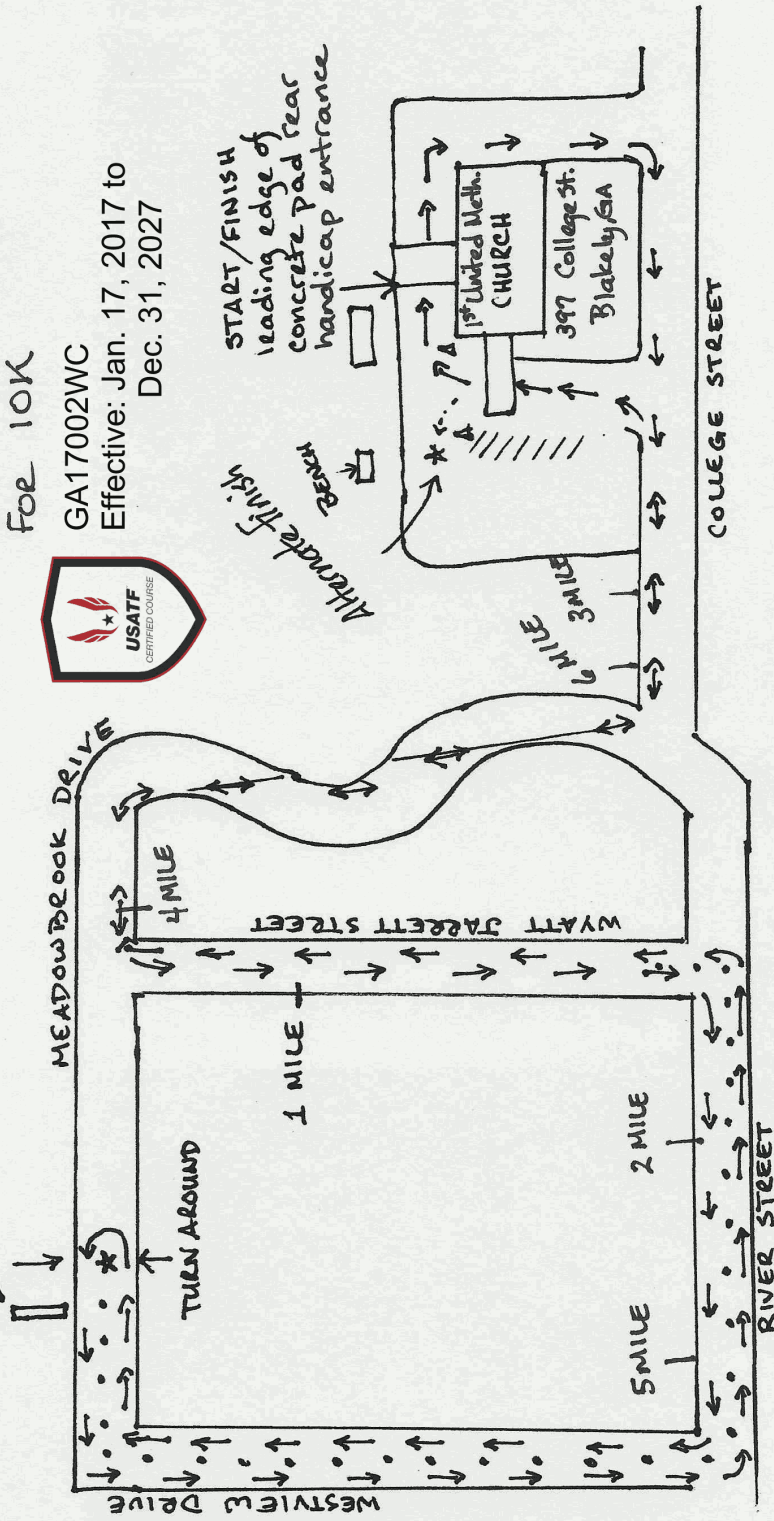 FOR 10K
GA17002WC
Effective: Jan. 17, 2017 to
Dec. 31, 2027
USATF
CERTIFIED COURSE
START/FINISH
leading edge of
concrete pad rear
handicap entrance
Alternate finish
BENCH
1st United Meth.
CHURCH
397 College St.
Blakely, GA
MEADOWBROOK DRIVE
4 MILE
WYATT JARRETT STREET
6 MILE
3 MILE
COLLEGE STREET
1 MILE
TURN AROUND
2 MILE
5 MILE
RIVER STREET
WESTVIEW DRIVE